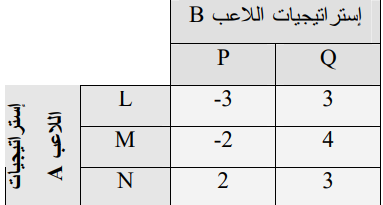 إستراتيجيات اللاعب B
P Q
إستراتيجيات
اللاعب A
L -3 3
M -2 4
N 2 3